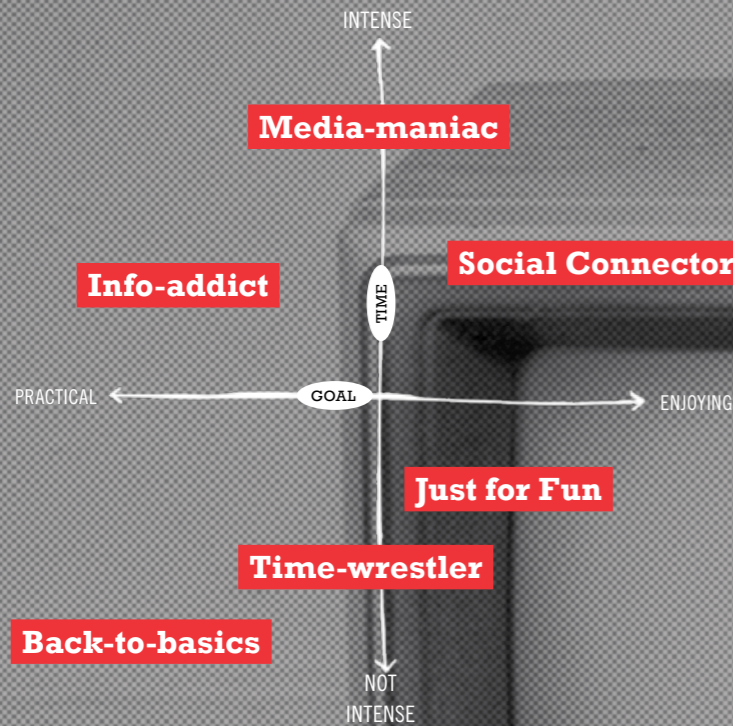 INTENSE
Media-maniac
Social Connector
Info-addict
TIME
PRACTICAL
GOAL
ENJOYING
Just for Fun
Time-wrestler
Back-to-basics
NOT
INTENSE